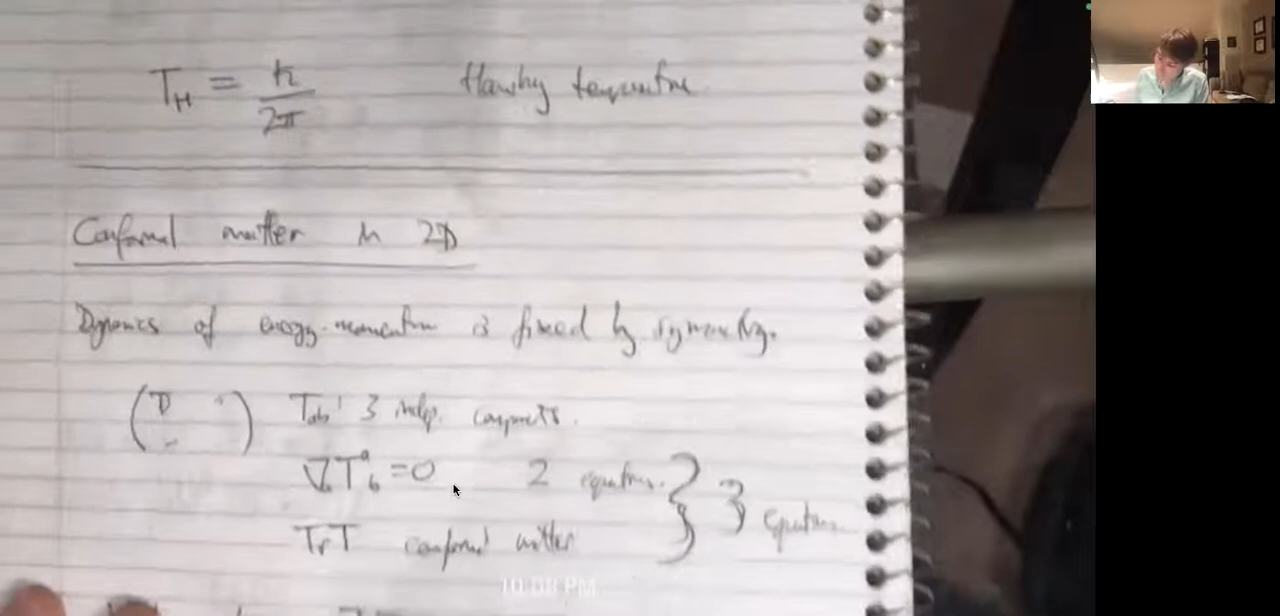 T_H = ℏ / 2π Hawking temperature
Conformal matter in 2D
Dynamics of energy-momentum is fixed by symmetry.
T_ab: 3 indep. components.
∇_a T^a_b = 0 2 equations. } 3 equations
Tr T conformal matter
10:08 PM